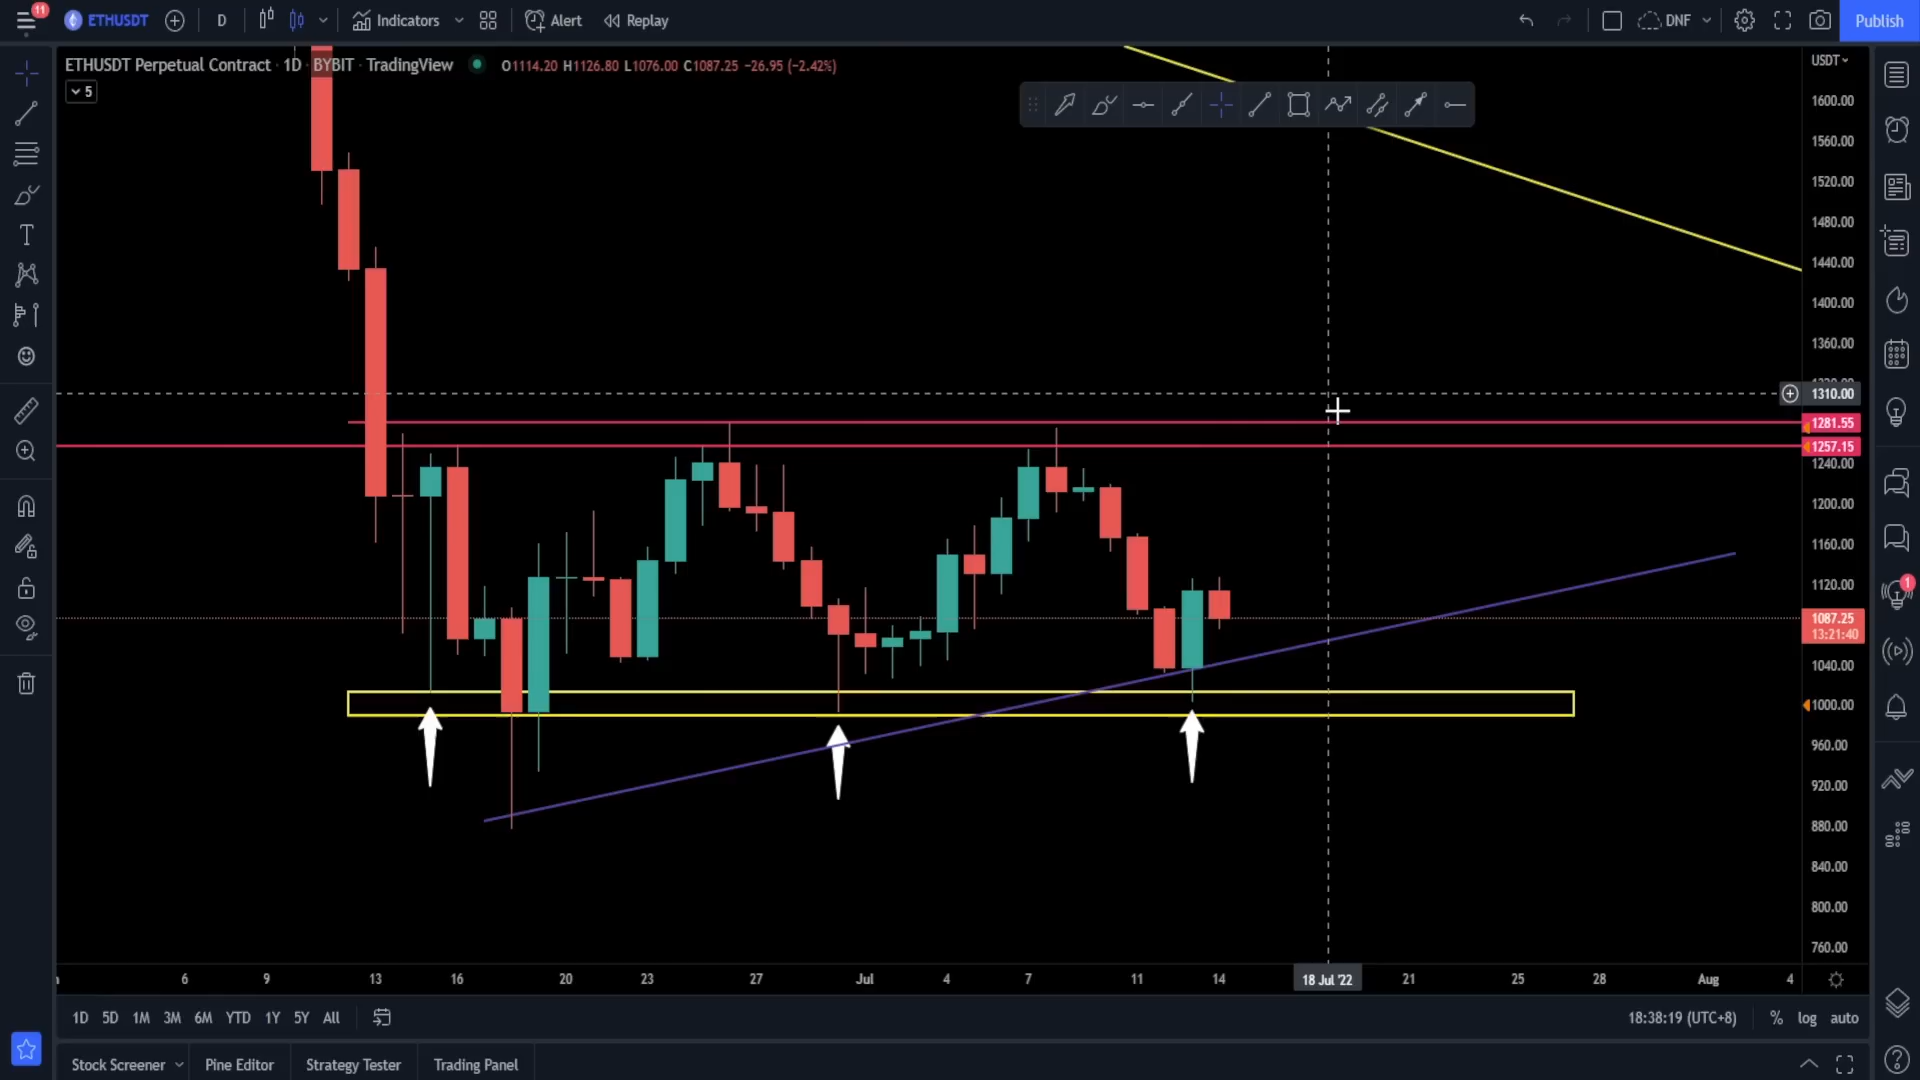 11
ETHUSDT
D
Indicators
Alert
Replay
DNF
Publish
ETHUSDT Perpetual Contract · 1D · BYBIT · TradingView
O1114.20 H1126.80 L1076.00 C1087.25 −26.95 (−2.42%)
5
USDT
1600.00
1560.00
1520.00
1480.00
1440.00
1400.00
1360.00
1310.00
1281.55
1257.15
1240.00
1200.00
1160.00
1120.00
1087.25
13:21:40
1040.00
1000.00
960.00
920.00
880.00
840.00
800.00
760.00
1
6 9 13 16 20 23 27 Jul 4 7 11 14 18 Jul '22 21 25 28 Aug 4
1D 5D 1M 3M 6M YTD 1Y 5Y All
18:38:19 (UTC+8) % log auto
Stock Screener Pine Editor Strategy Tester Trading Panel